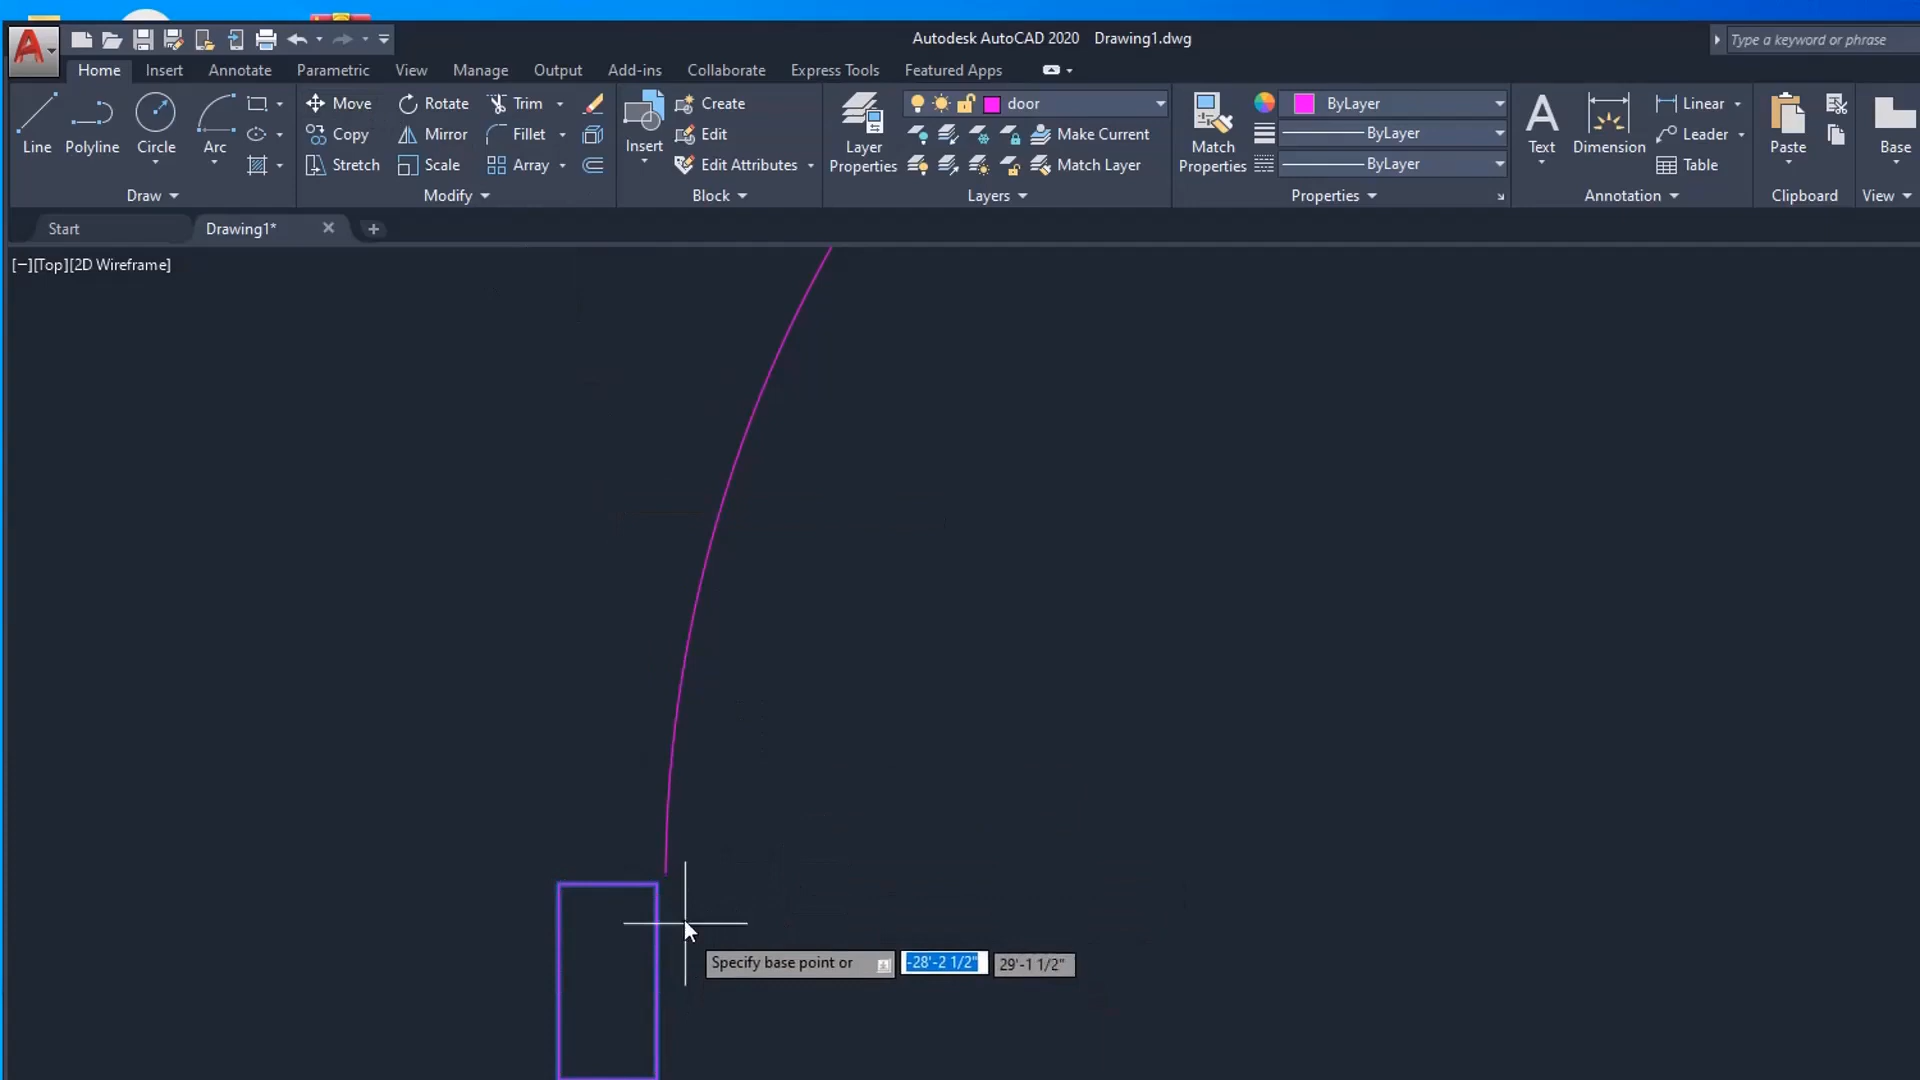 Autodesk AutoCAD 2020 Drawing1.dwg
Type a keyword or phrase
Home Insert Annotate Parametric View Manage Output Add-ins Collaborate Express Tools Featured Apps
Move Rotate Trim Create door ByLayer Linear
Copy Mirror Fillet Edit Make Current ByLayer Leader
Line Polyline Circle Arc Insert Layer Properties Match Properties Text Dimension Paste Base
Stretch Scale Array Edit Attributes Match Layer ByLayer Table
Draw Modify Block Layers Properties Annotation Clipboard View
Start Drawing1*
[−][Top][2D Wireframe]
Specify base point or -28'-2 1/2" 29'-1 1/2"